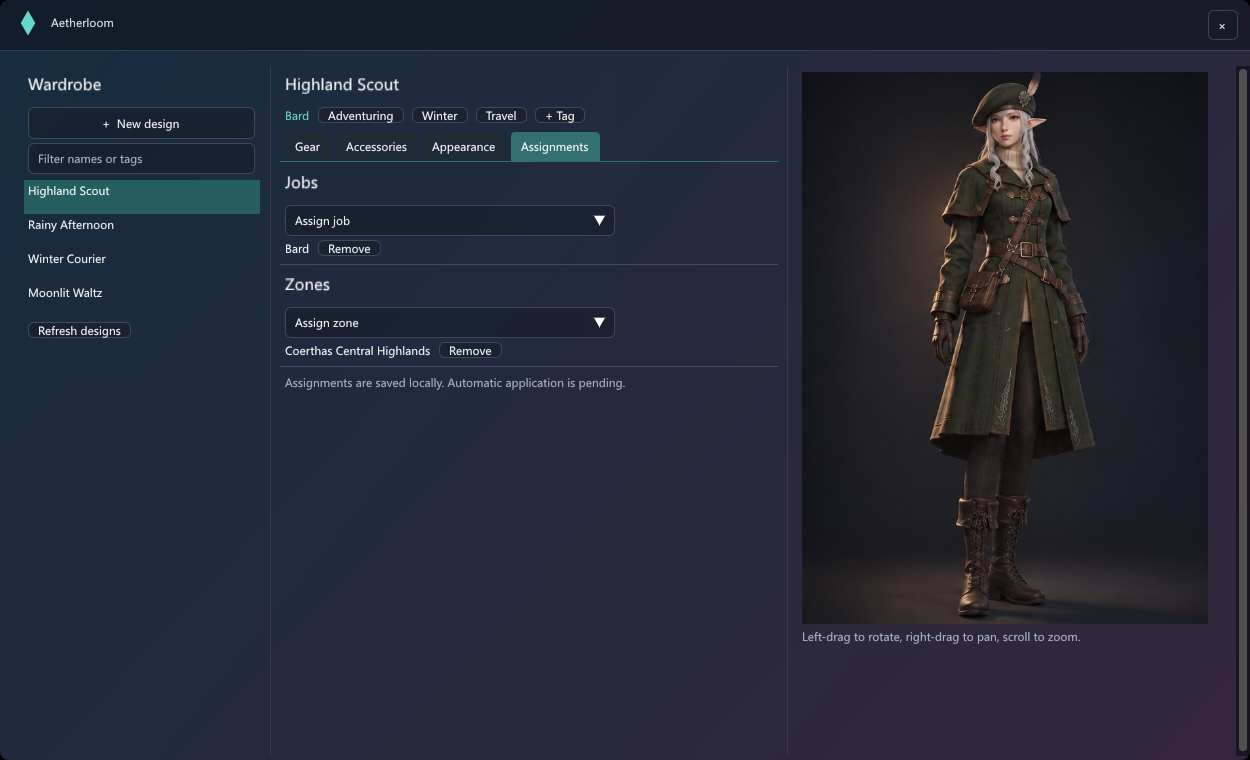 Aetherloom
×
Wardrobe
+ New design
Filter names or tags
Highland Scout
Rainy Afternoon
Winter Courier
Moonlit Waltz
Refresh designs
Highland Scout
Bard Adventuring Winter Travel + Tag
Gear Accessories Appearance Assignments
Jobs
Assign job
Bard Remove
Zones
Assign zone
Coerthas Central Highlands Remove
Assignments are saved locally. Automatic application is pending.
Left-drag to rotate, right-drag to pan, scroll to zoom.